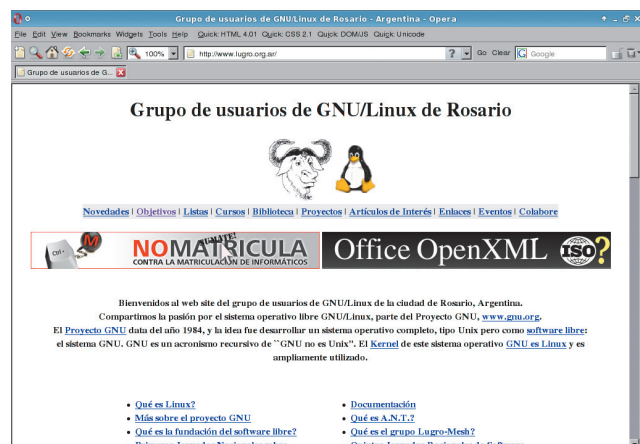 Grupo de usuarios de GNU/Linux de Rosario - Argentina - Opera
File Edit View Bookmarks Widgets Tools Help Quick: HTML 4.01 Quick: CSS 2.1 Quick: DOM/JS Quick: Unicode
100% http://www.lugro.org.ar/ ? Go Clear G Google
Grupo de usuarios de G...
Grupo de usuarios de GNU/Linux de Rosario
Novedades | Objetivos | Listas | Cursos | Biblioteca | Proyectos | Artículos de Interés | Enlaces | Eventos | Colabore
Ctrl - M NOMATRICULA SUMATE! Office OpenXML ISO?
CONTRA LA MATRICULACIÓN DE INFORMÁTICOS
Bienvenidos al web site del grupo de usuarios de GNU/Linux de la ciudad de Rosario, Argentina.
Compartimos la pasión por el sistema operativo libre GNU/Linux, parte del Proyecto GNU, www.gnu.org.
El Proyecto GNU data del año 1984, y la idea fue desarrollar un sistema operativo completo, tipo Unix pero como software libre:
el sistema GNU. GNU es un acronismo recursivo de ``GNU no es Unix". El Kernel de este sistema operativo GNU es Linux y es
ampliamente utilizado.
• Qué es Linux?
• Más sobre el proyecto GNU
• Qué es la fundación del software libre?
• Documentación
• Qué es A.N.T.?
• Qué es el grupo Lugro-Mesh?